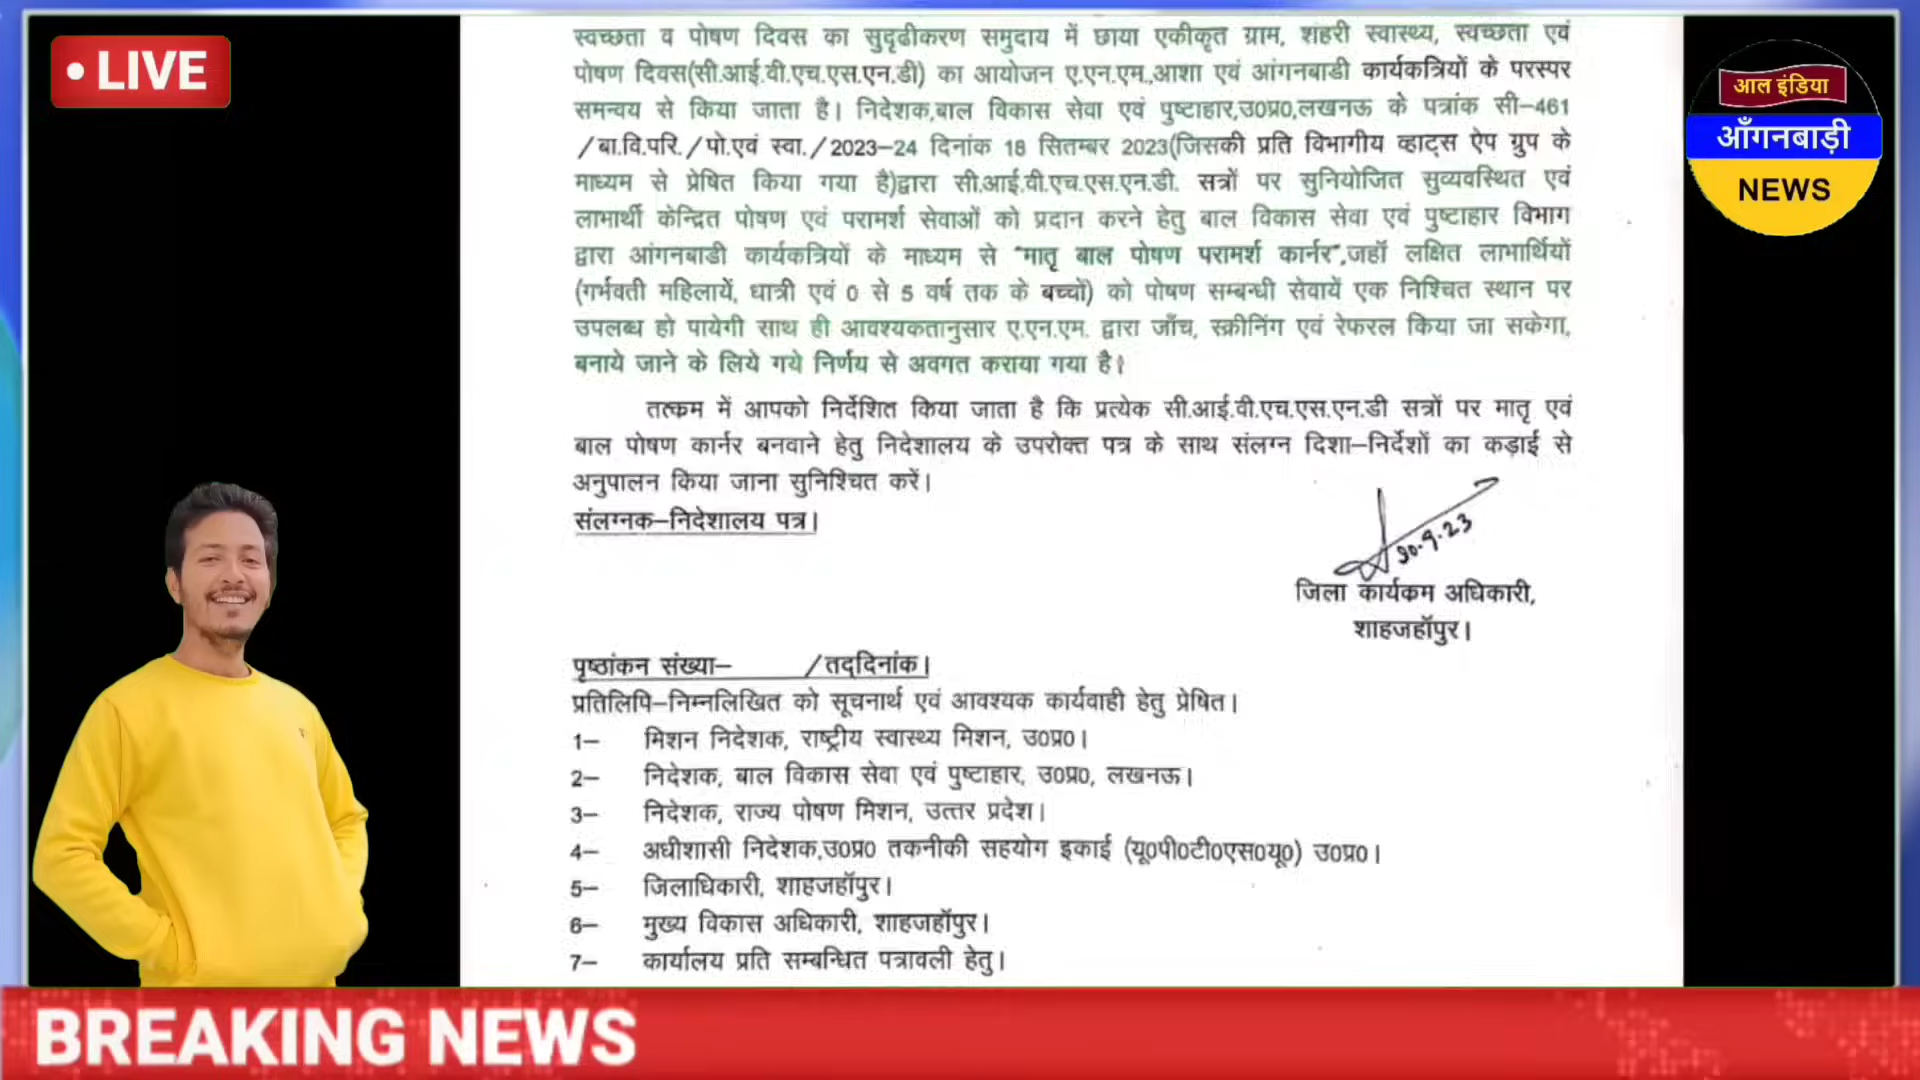 LIVE
आल इंडिया
आँगनबाड़ी
NEWS
स्वच्छता व पोषण दिवस का सुदृढीकरण समुदाय में छाया एकीकृत ग्राम, शहरी स्वास्थ्य, स्वच्छता एवं
पोषण दिवस(सी.आई.वी.एच.एस.एन.डी) का आयोजन ए.एन.एम.,आशा एवं आंगनबाडी कार्यकत्रियों के परस्पर
समन्वय से किया जाता है। निदेशक,बाल विकास सेवा एवं पुष्टाहार,उ0प्र0,लखनऊ के पत्रांक सी–461
/बा.वि.परि./पो.एवं स्वा./2023–24 दिनांक 18 सितम्बर 2023(जिसकी प्रति विभागीय व्हाट्स ऐप ग्रुप के
माध्यम से प्रेषित किया गया है)द्वारा सी.आई.वी.एच.एस.एन.डी. सत्रों पर सुनियोजित सुव्यवस्थित एवं
लाभार्थी केन्द्रित पोषण एवं परामर्श सेवाओं को प्रदान करने हेतु बाल विकास सेवा एवं पुष्टाहार विभाग
द्वारा आंगनबाडी कार्यकत्रियों के माध्यम से "मातृ बाल पोषण परामर्श कार्नर",जहॉ लक्षित लाभार्थियों
(गर्भवती महिलायें, धात्री एवं 0 से 5 वर्ष तक के बच्चों) को पोषण सम्बन्धी सेवायें एक निश्चित स्थान पर
उपलब्ध हो पायेगी साथ ही आवश्यकतानुसार ए.एन.एम. द्वारा जाँच, स्क्रीनिंग एवं रेफरल किया जा सकेगा,
बनाये जाने के लिये गये निर्णय से अवगत कराया गया है।
तत्कम में आपको निर्देशित किया जाता है कि प्रत्येक सी.आई.वी.एच.एस.एन.डी सत्रों पर मातृ एवं
बाल पोषण कार्नर बनवाने हेतु निदेशालय के उपरोक्त पत्र के साथ संलग्न दिशा–निर्देशों का कड़ाई से
अनुपालन किया जाना सुनिश्चित करें।
संलग्नक–निदेशालय पत्र।
30.9.23
जिला कार्यकम अधिकारी,
शाहजहॉपुर।
पृष्ठांकन संख्या– /तद्दिनांक।
प्रतिलिपि–निम्नलिखित को सूचनार्थ एवं आवश्यक कार्यवाही हेतु प्रेषित।
1– मिशन निदेशक, राष्ट्रीय स्वास्थ्य मिशन, उ0प्र0।
2– निदेशक, बाल विकास सेवा एवं पुष्टाहार, उ0प्र0, लखनऊ।
3– निदेशक, राज्य पोषण मिशन, उत्तर प्रदेश।
4– अधीशासी निदेशक,उ0प्र0 तकनीकी सहयोग इकाई (यू0पी0टी0एस0यू0) उ0प्र0।
5– जिलाधिकारी, शाहजहॉपुर।
6– मुख्य विकास अधिकारी, शाहजहॉपुर।
7– कार्यालय प्रति सम्बन्धित पत्रावली हेतु।
BREAKING NEWS